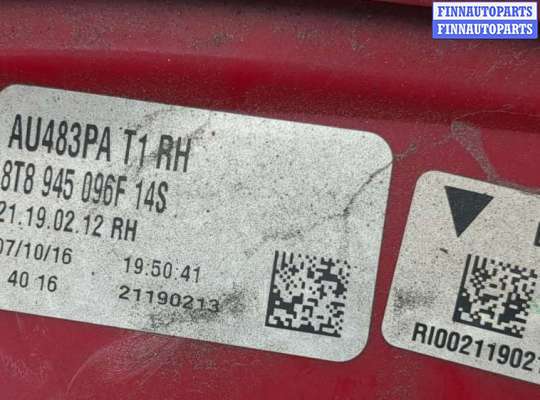 FINNAUTOPARTS
FINNAUTOPARTS
AU483PA T1 RH
8T8 945 096F 14S
21.19.02.12 RH
07/10/16 19:50:41
40 16 21190213
RI002119021